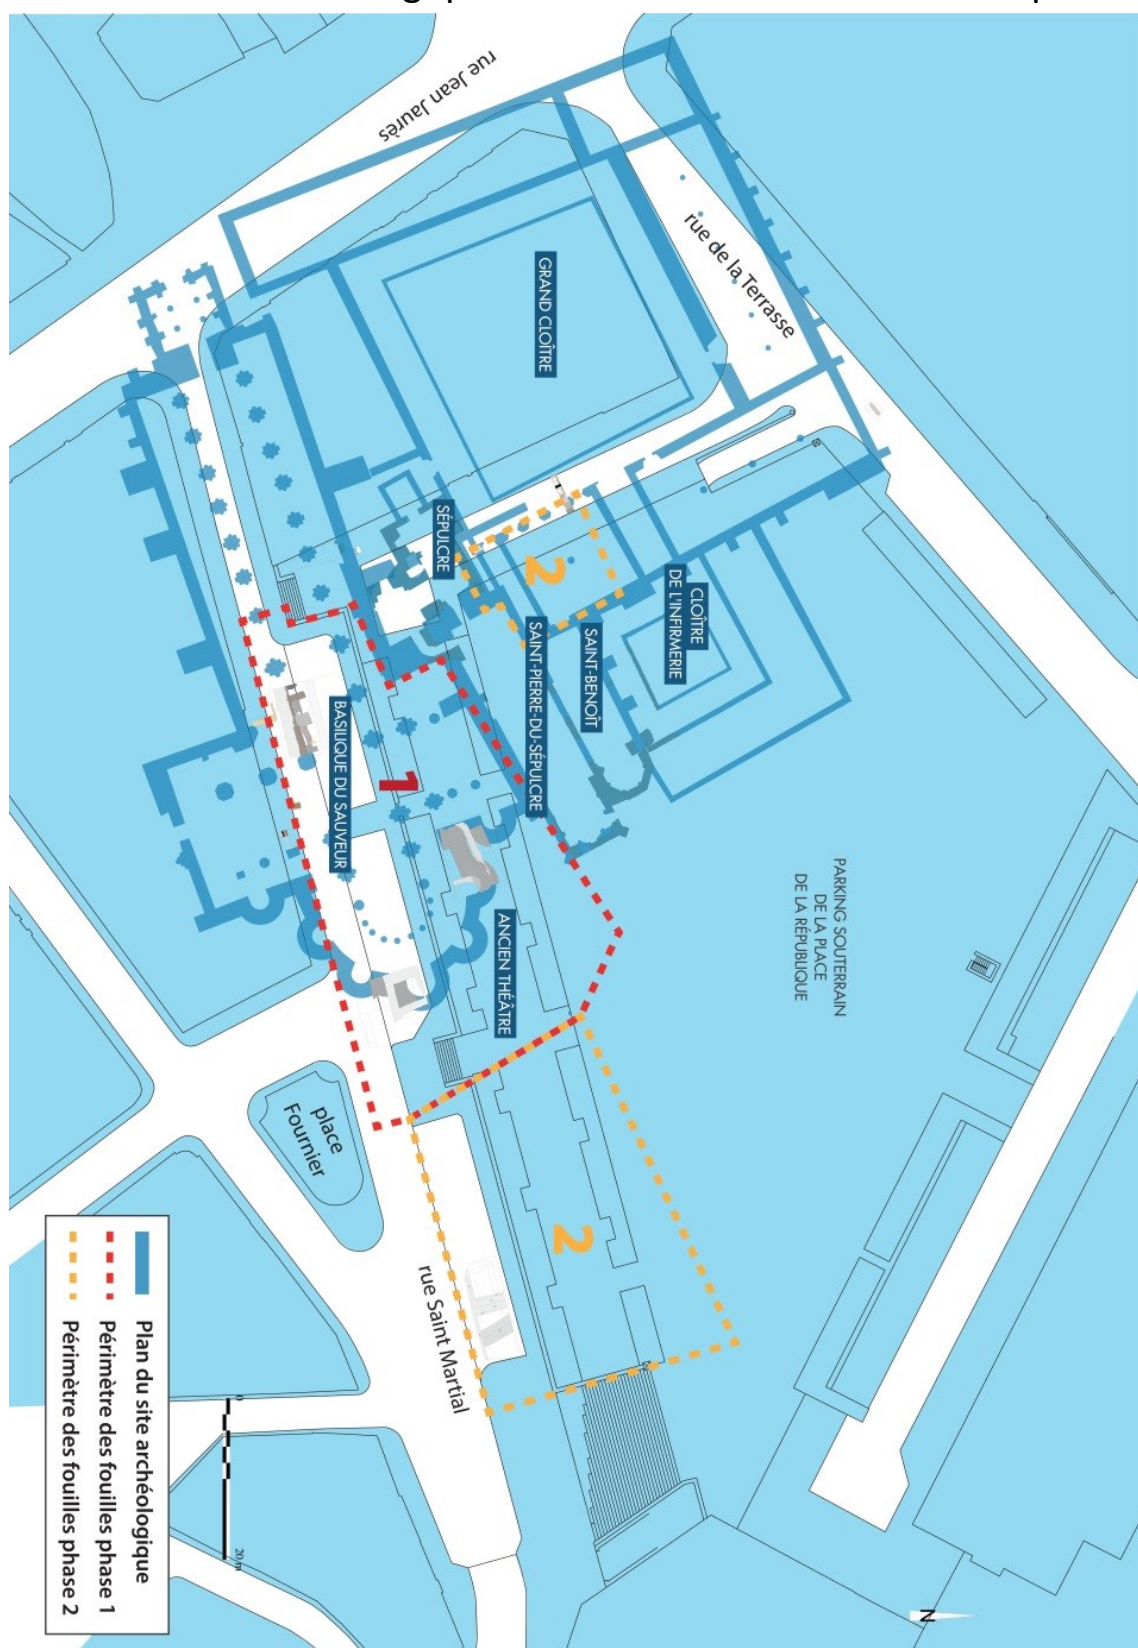 rue Jean Jaurès
rue de la Terrasse
GRAND CLOÎTRE
SÉPULCRE
2
CLOÎTRE
DE L'INFIRMERIE
SAINT-BENOÎT
SAINT-PIERRE-DU-SÉPULCRE
BASILIQUE DU SAUVEUR
1
ANCIEN THÉÂTRE
PARKING SOUTERRAIN
DE LA PLACE
DE LA RÉPUBLIQUE
place
Fournier
2
rue Saint Martial
Plan du site archéologique
Périmètre des fouilles phase 1
Périmètre des fouilles phase 2
0
20 m
N